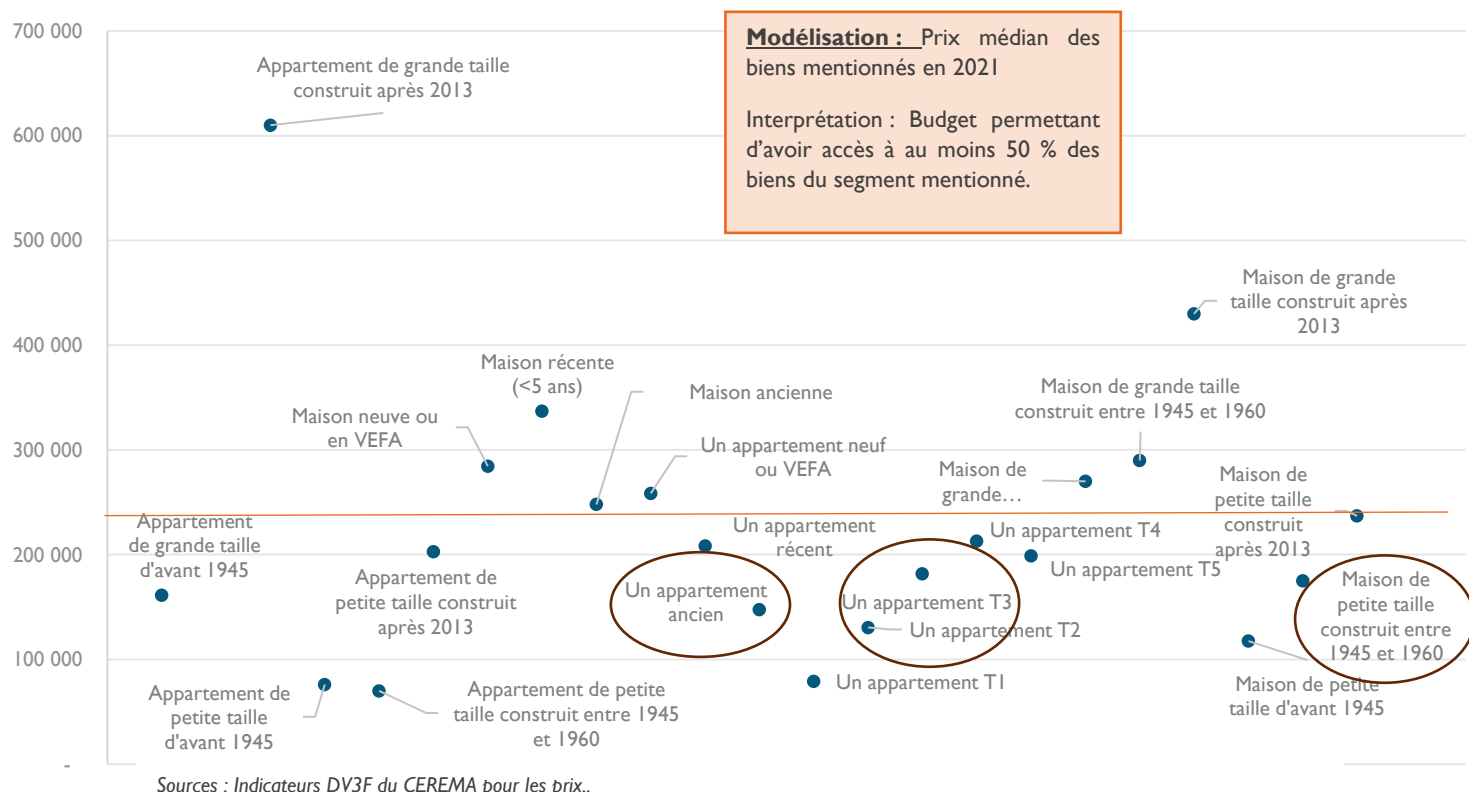 700 000
600 000
500 000
400 000
300 000
200 000
100 000
-
Modélisation : Prix médian des
biens mentionnés en 2021
Interprétation : Budget permettant
d'avoir accès à au moins 50 % des
biens du segment mentionné.
Appartement de grande taille
construit après 2013
Maison de grande
taille construit après
2013
Maison récente
(<5 ans)
Maison ancienne
Maison de grande taille
construit entre 1945 et 1960
Maison neuve ou
en VEFA
Un appartement neuf
ou VEFA
Maison de
grande…
Maison de
petite taille
construit
après 2013
Appartement
de grande taille
d'avant 1945
Un appartement
récent
Un appartement T4
Un appartement T5
Appartement de
petite taille construit
après 2013
Un appartement
ancien
Un appartement T3
Un appartement T2
Maison de
petite taille
construit entre
1945 et 1960
Un appartement T1
Appartement de
petite taille
d'avant 1945
Appartement de petite
taille construit entre 1945
et 1960
Maison de petite
taille d'avant 1945
Sources : Indicateurs DV3F du CEREMA pour les prix..